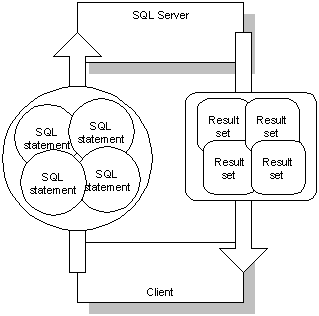 SQL Server
SQL
statement
SQL
statement
SQL
statement
SQL
statement
Result
set
Result
set
Result
set
Result
set
Client